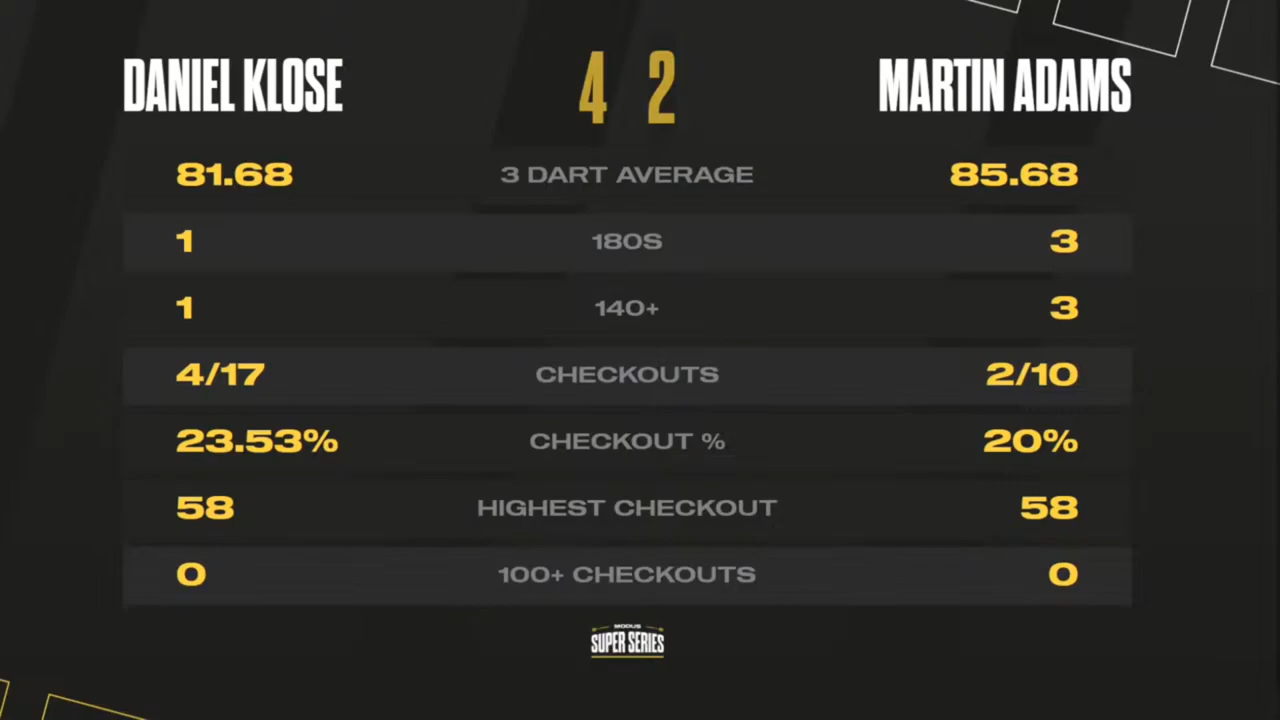 DANIEL KLOSE 4 2 MARTIN ADAMS
81.68 3 DART AVERAGE 85.68
1 180S 3
1 140+ 3
4/17 CHECKOUTS 2/10
23.53% CHECKOUT % 20%
58 HIGHEST CHECKOUT 58
0 100+ CHECKOUTS 0
MODUS
SUPER SERIES